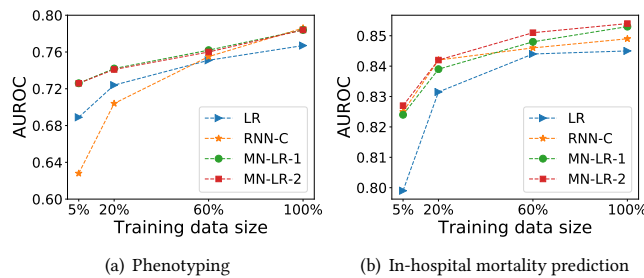 0.80
0.76
0.72
0.68
0.64
0.60
AUROC
5% 20% 60% 100%
Training data size
LR
RNN-C
MN-LR-1
MN-LR-2
(a) Phenotyping
0.85
0.84
0.83
0.82
0.81
0.80
AUROC
5% 20% 60% 100%
Training data size
LR
RNN-C
MN-LR-1
MN-LR-2
(b) In-hospital mortality prediction